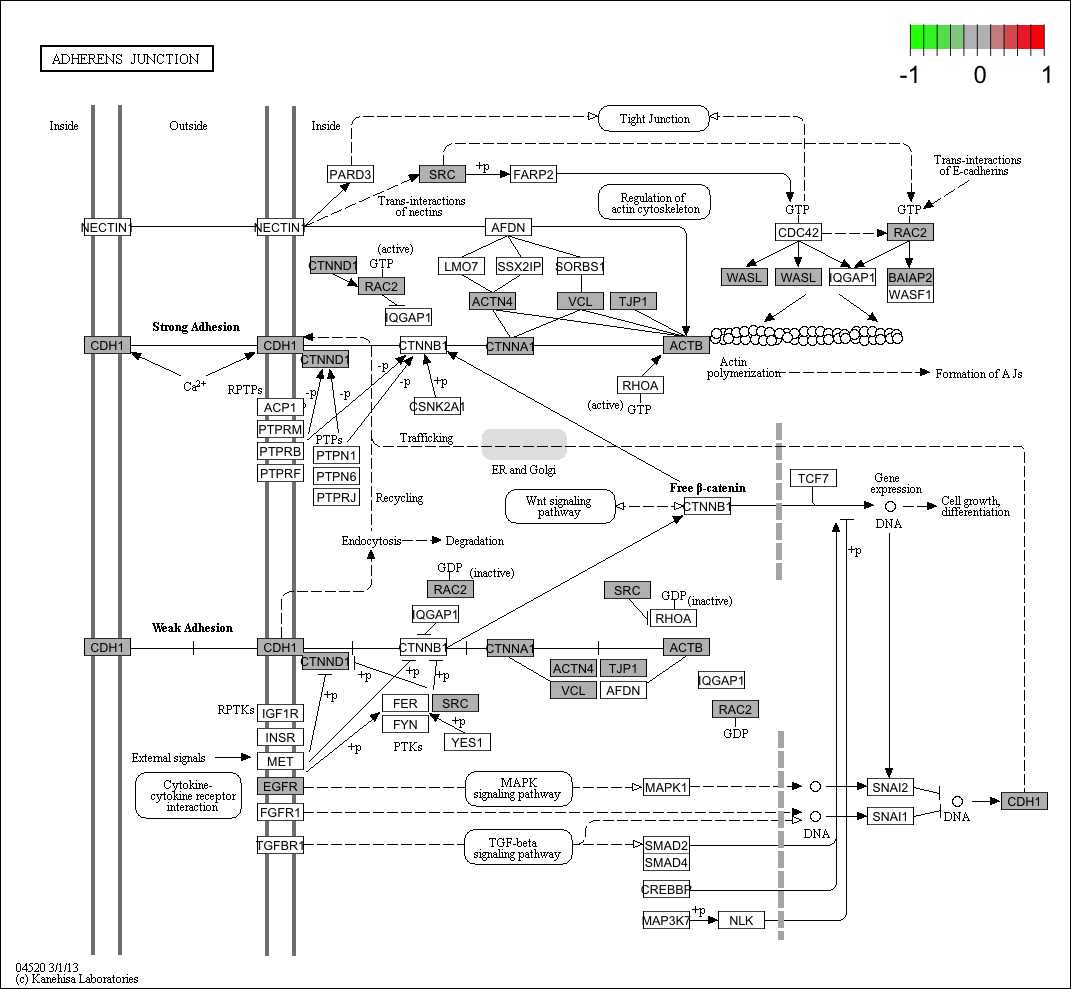 ADHERENS JUNCTION
-1 0 1
Inside
Outside
Inside
Tight Junction
PARD3
SRC
+p
FARP2
Trans-interactions
of E-cadherins
Trans-interactions
of nectins
Regulation of
actin cytoskeleton
GTP
GTP
NECTIN1
NECTIN1
AFDN
CDC42
RAC2
(active)
CTNND1
GTP
RAC2
IQGAP1
LMO7
SSX2IP
SORBS1
WASL
WASL
IQGAP1
BAIAP2
WASF1
ACTN4
VCL
TJP1
Strong Adhesion
CDH1
CDH1
CTNND1
CTNNB1
CTNNA1
ACTB
Ca2+
Actin
polymerization
Formation of AJs
RPTPs
-p
-p
-p
-p
+p
RHOA
(active)
GTP
ACP1
PTPRM
PTPRB
PTPRF
CSNK2A1
PTPs
PTPN1
PTPN6
PTPRJ
Trafficking
ER and Golgi
Recycling
Free β-catenin
CTNNB1
Wnt signaling
pathway
TCF7
Gene
expression
DNA
Cell growth,
differentiation
+p
Endocytosis
Degradation
GDP
(inactive)
RAC2
IQGAP1
SRC
GDP
(inactive)
RHOA
Weak Adhesion
CDH1
CDH1
CTNND1
CTNNB1
CTNNA1
ACTB
+p
+p
+p
ACTN4
TJP1
VCL
AFDN
IQGAP1
RAC2
GDP
+p
FER
SRC
FYN
+p
+p
YES1
PTKs
RPTKs
IGF1R
INSR
MET
External signals
EGFR
FGFR1
TGFBR1
Cytokine-
cytokine receptor
interaction
MAPK
signaling pathway
MAPK1
SNAI2
SNAI1
DNA
DNA
CDH1
TGF-beta
signaling pathway
SMAD2
SMAD4
CREBBP
MAP3K7
+p
NLK
04520 3/1/13
(c) Kanehisa Laboratories